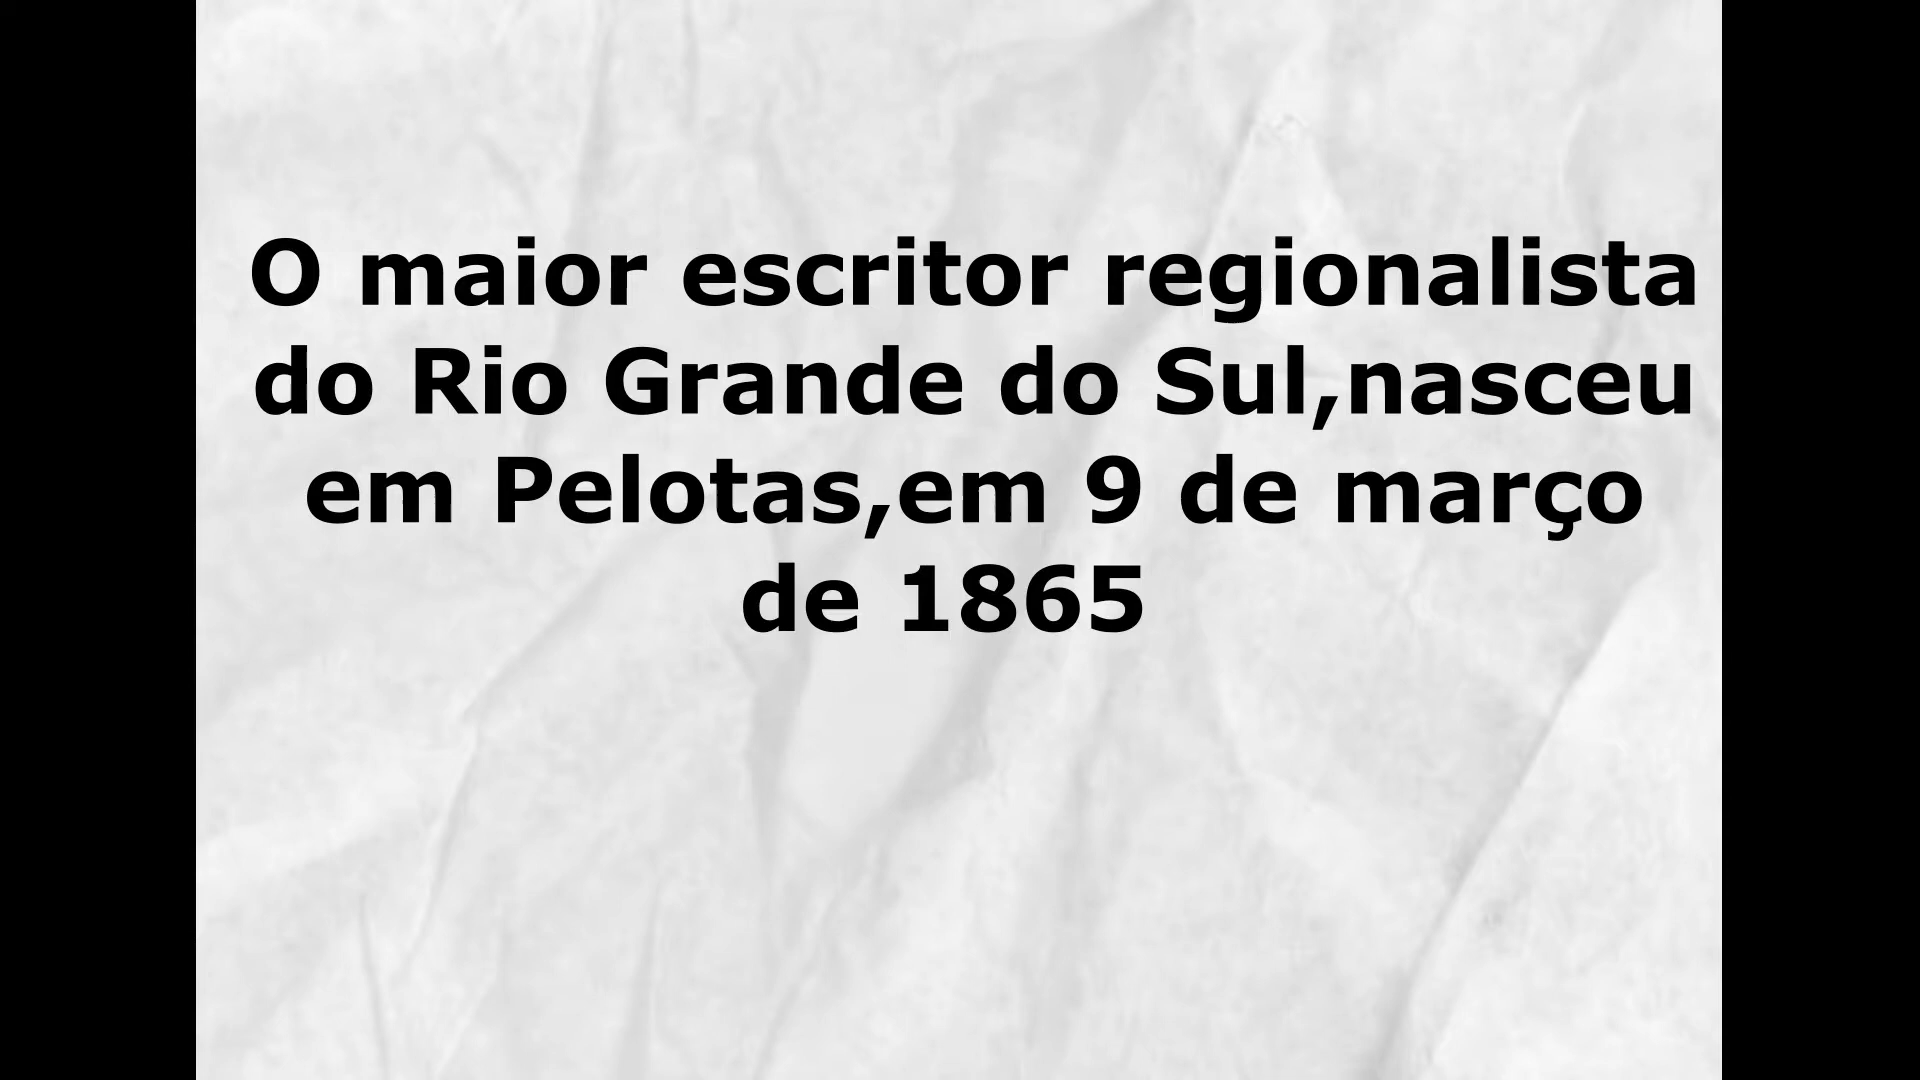 O maior escritor regionalista
do Rio Grande do Sul,nasceu
em Pelotas,em 9 de março
de 1865